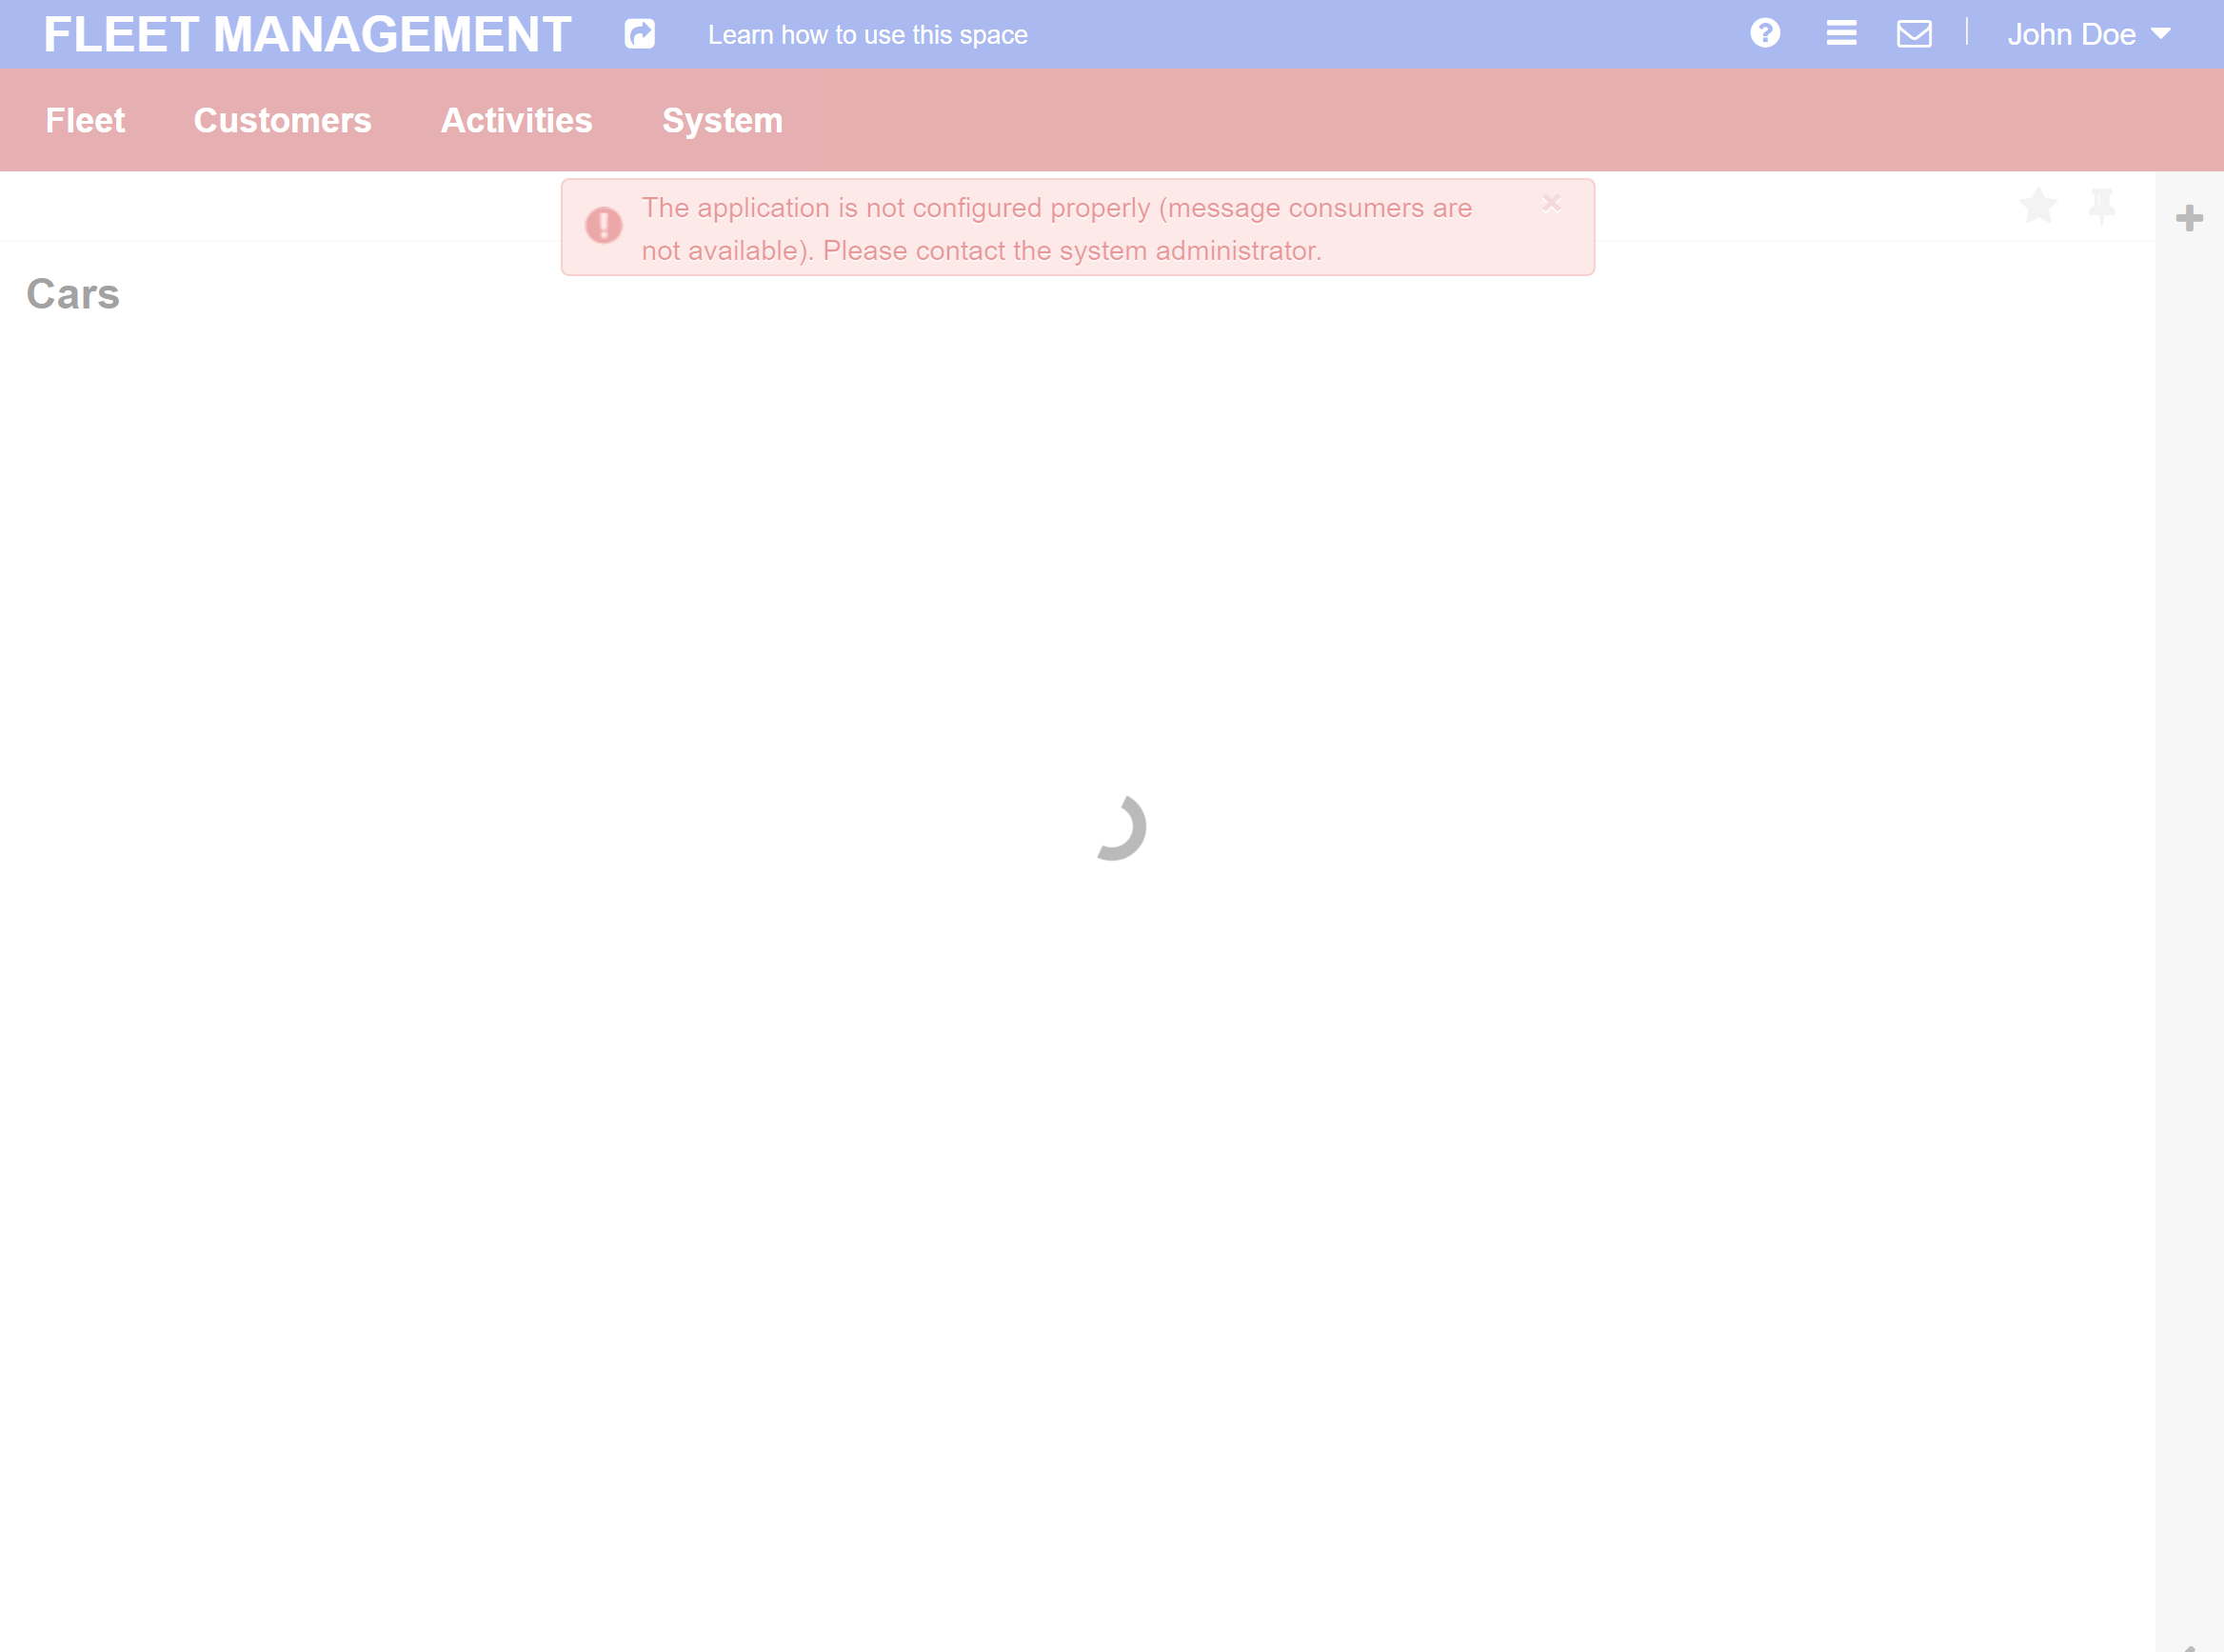 FLEET MANAGEMENT
Learn how to use this space
John Doe
Fleet
Customers
Activities
System
The application is not configured properly (message consumers are
not available). Please contact the system administrator.
Cars